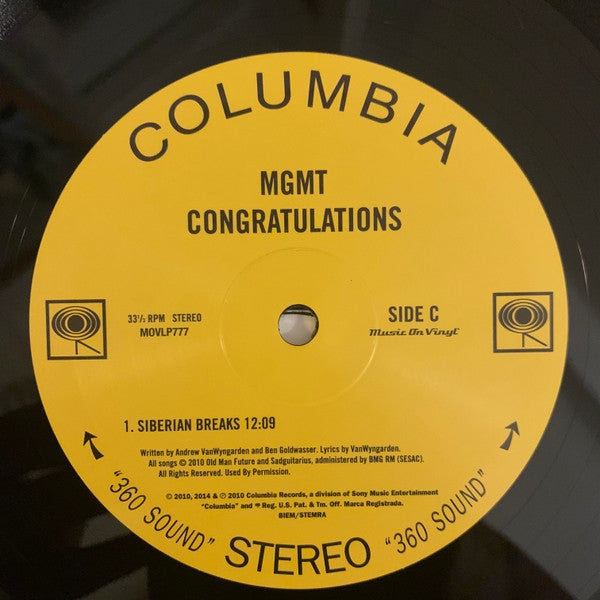 COLUMBIA
MGMT
CONGRATULATIONS
33⅓ RPM STEREO
MOVLP777
SIDE C
Music On Vinyl
1. SIBERIAN BREAKS 12:09
Written by Andrew VanWyngarden and Ben Goldwasser. Lyrics by VanWyngarden.
All songs © 2010 Old Man Future and Sadguitarius, administered by BMG RM (SESAC).
All Rights Reserved. Used By Permission.
© 2010, 2014 & ℗ 2010 Columbia Records, a division of Sony Music Entertainment
"Columbia" and Reg. U.S. Pat. & Tm. Off. Marca Registrada.
BIEM/STEMRA
"360 SOUND" STEREO "360 SOUND"